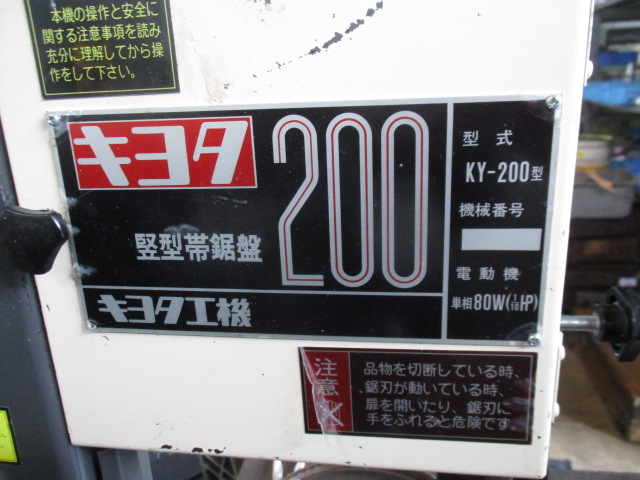 本機の操作と安全に
関する注意事項を読み
充分に理解してから操
作をして下さい。
キヨタ
200
竪型帯鋸盤
キヨタ工機
型式
KY-200型
機械番号
電動機
単相80W(1/10HP)
注意
品物を切断している時、
鋸刃が動いている時、
扉を開いたり、鋸刃に
手をふれると危険です。